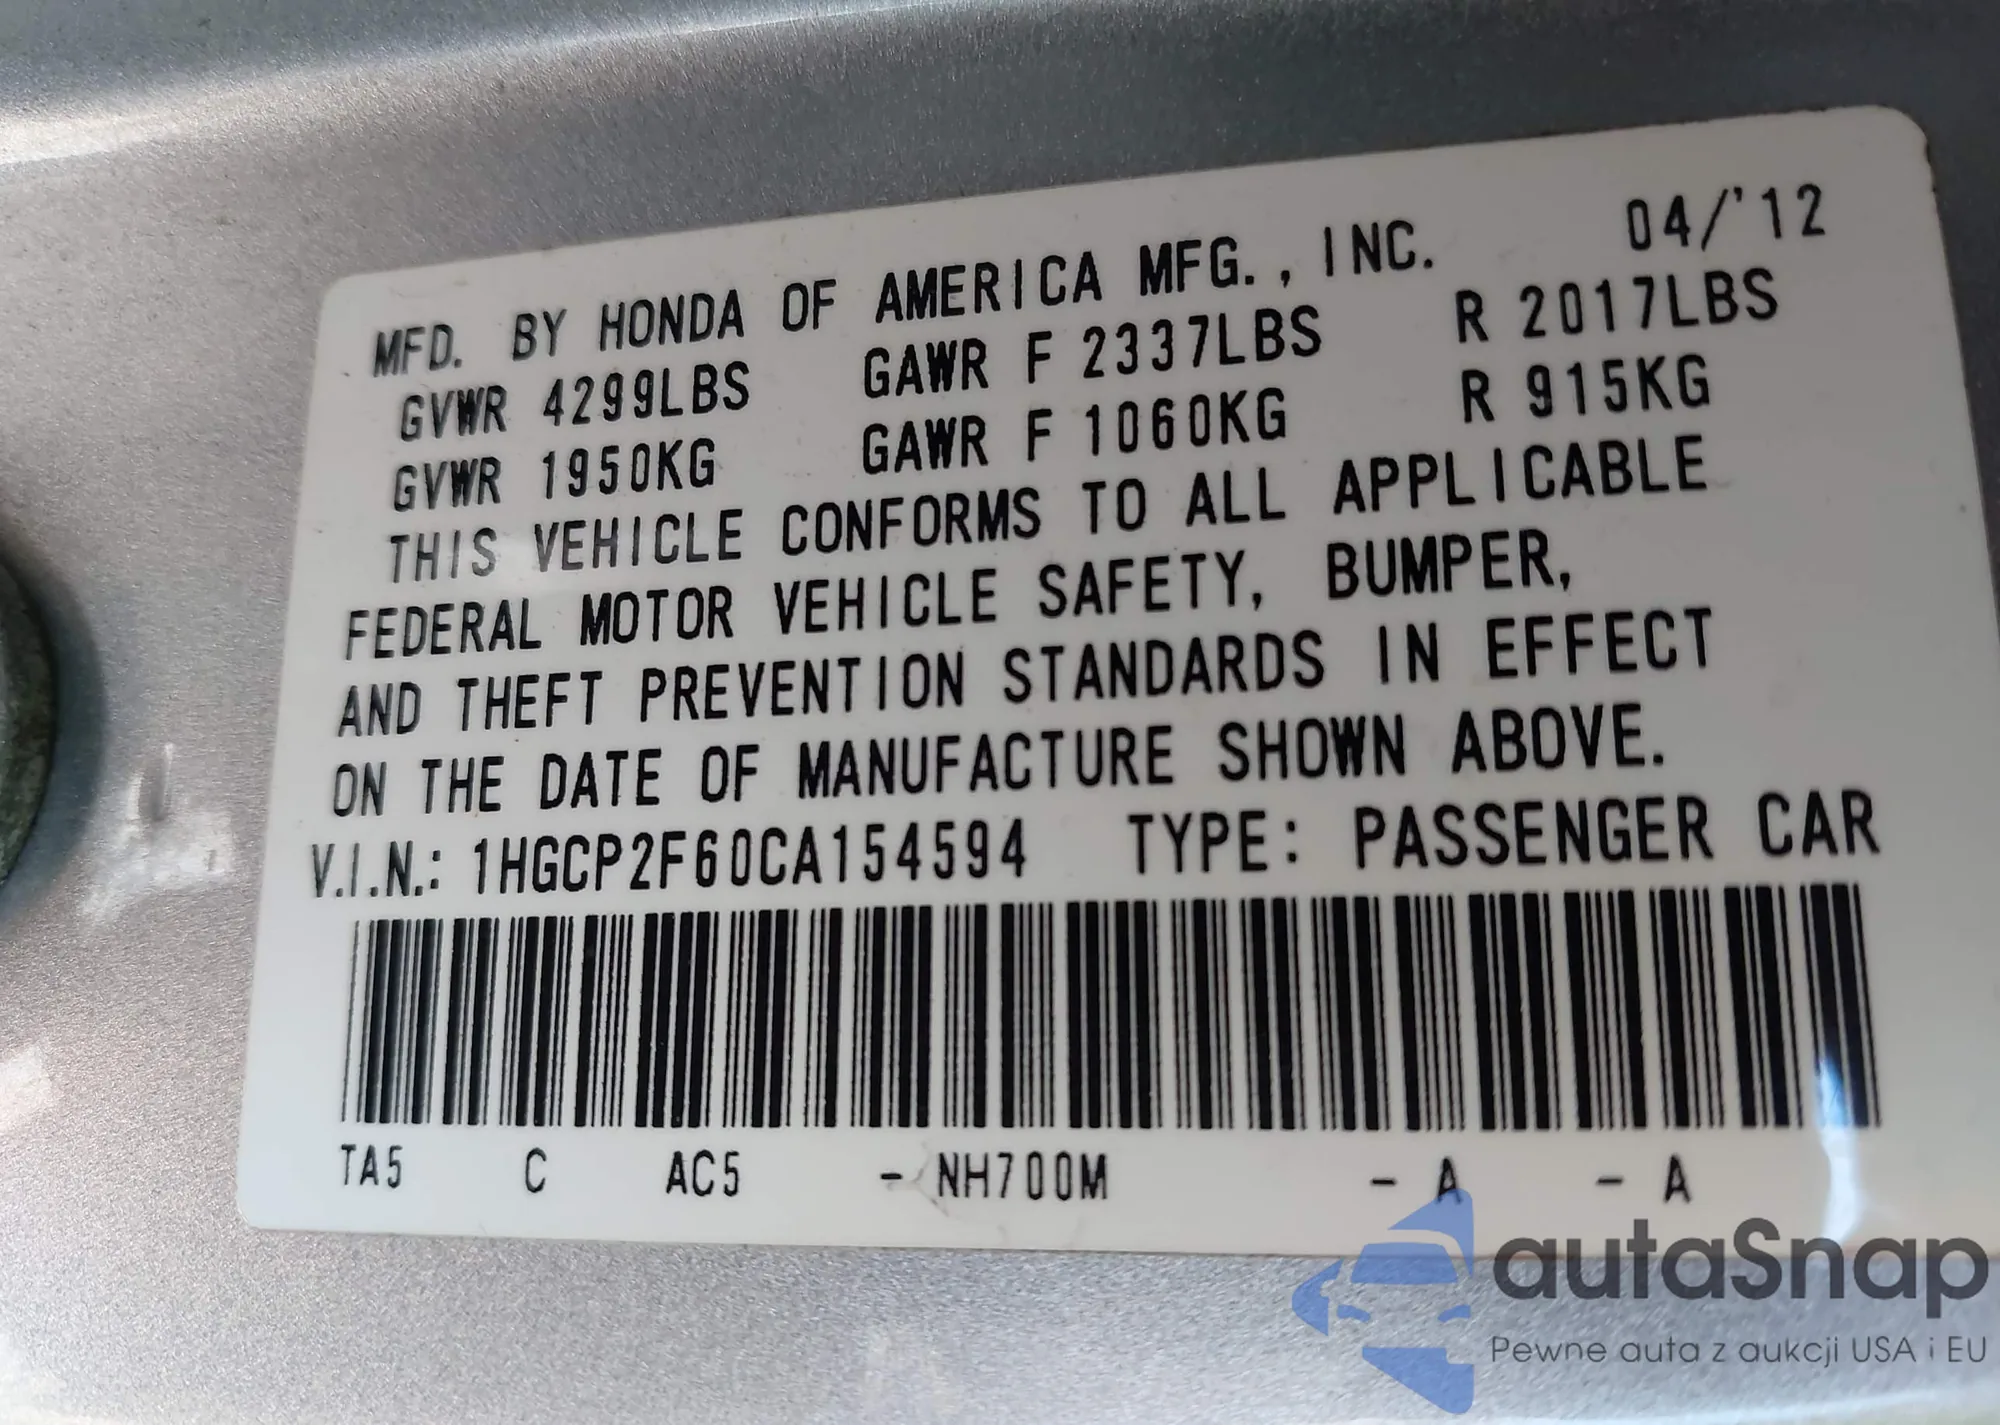 MFD. BY HONDA OF AMERICA MFG., INC. 04/'12
GVWR 4299LBS GAWR F 2337LBS R 2017LBS
GVWR 1950KG GAWR F 1060KG R 915KG
THIS VEHICLE CONFORMS TO ALL APPLICABLE
FEDERAL MOTOR VEHICLE SAFETY, BUMPER,
AND THEFT PREVENTION STANDARDS IN EFFECT
ON THE DATE OF MANUFACTURE SHOWN ABOVE.
V.I.N.: 1HGCP2F60CA154594 TYPE: PASSENGER CAR
TA5 C AC5 - NH700M - A - A
autaSnap
Pewne auta z aukcji USA i EU